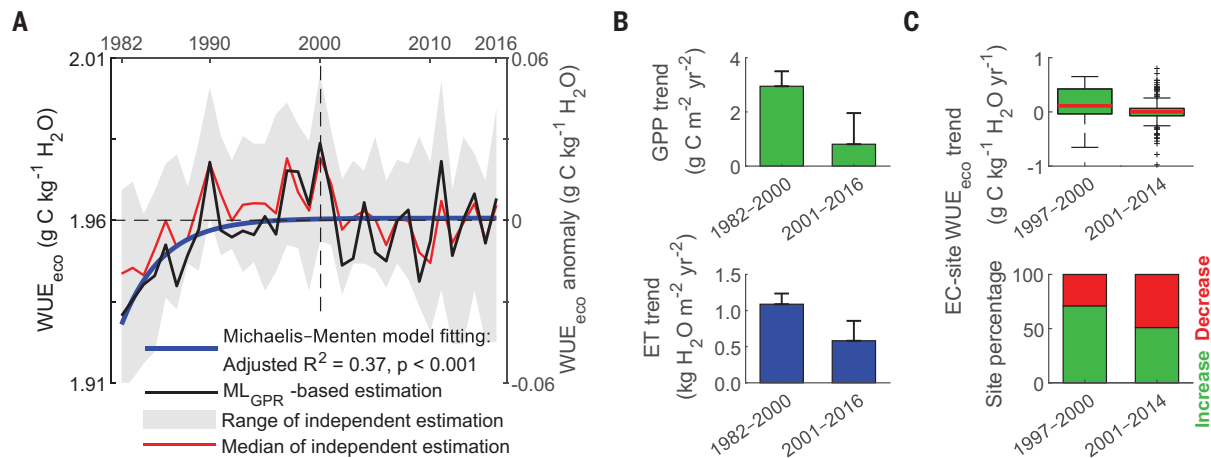 A
1982 1990 2000 2010 2016
2.01
1.98
1.96
1.91
WUEeco (g C kg⁻¹ H₂O)
0.06
0
-0.06
WUEeco anomaly (g C kg⁻¹ H₂O)
Michaelis–Menten model fitting:
Adjusted R² = 0.37, p < 0.001
MLGPR -based estimation
Range of independent estimation
Median of independent estimation
B
GPP trend
(g C m⁻² yr⁻²)
4
2
0
1982–2000
2001–2016
ET trend
(kg H₂O m⁻² yr⁻²)
1.5
1.0
0.5
0.0
1982–2000
2001–2016
C
EC-site WUEeco trend
(g C kg⁻¹ H₂O yr⁻¹)
1
0
-1
1997–2000
2001–2014
Site percentage
100
50
0
1997–2000
2001–2014
Increase Decrease